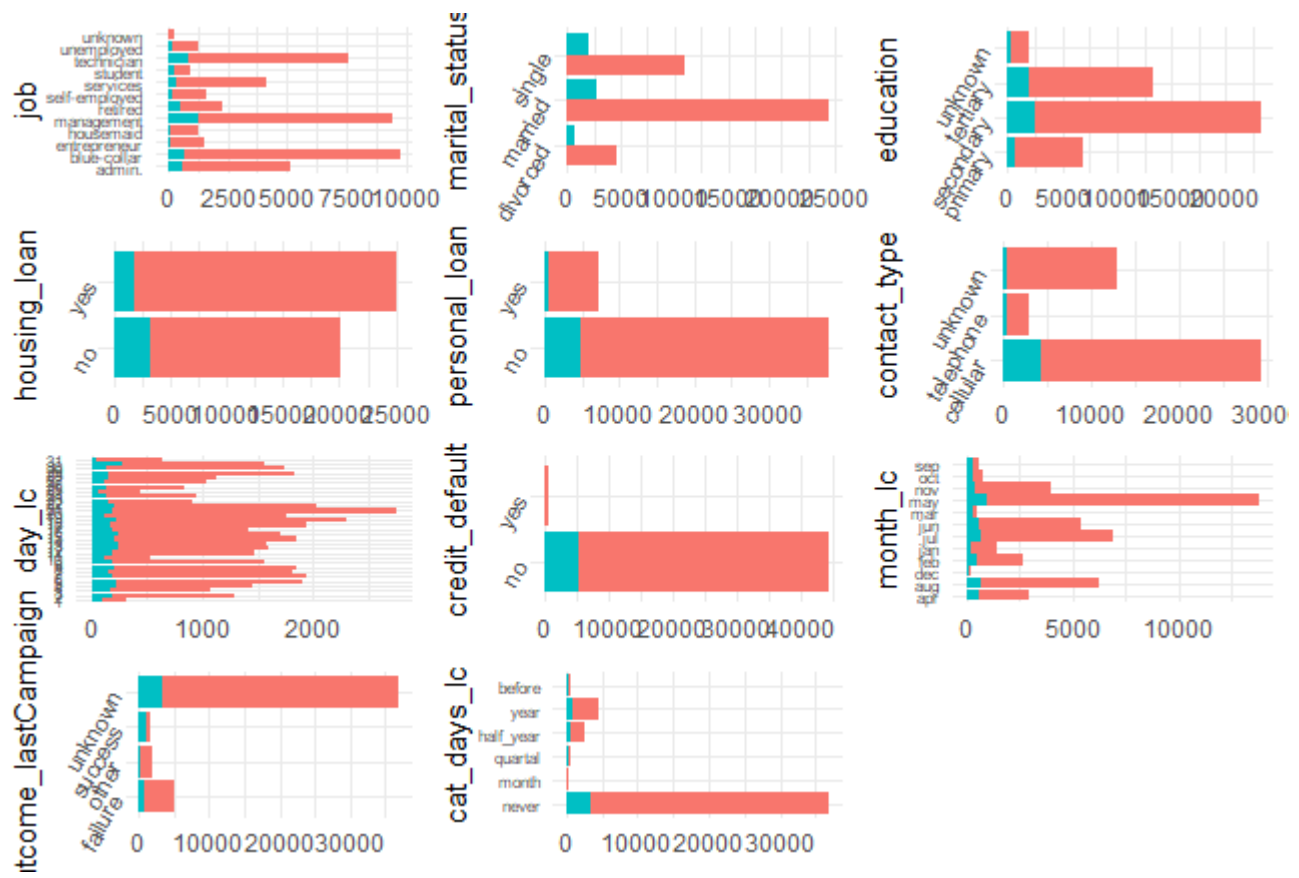 job
unknown
unemployed
technician
student
services
self-employed
retired
management
housemaid
entrepreneur
blue-collar
admin.
0 2500 5000 7500 10000
marital_status
single
married
divorced
0 5000 10000 15000 20000 25000
education
unknown
tertiary
secondary
primary
0 5000 10000 15000 20000
housing_loan
yes
no
0 5000 10000 15000 20000 25000
personal_loan
yes
no
0 10000 20000 30000
contact_type
unknown
telephone
cellular
0 10000 20000 30000
day_lc
0 1000 2000
credit_default
yes
no
0 10000 20000 30000 40000
month_lc
sep
oct
nov
may
mar
jun
jul
jan
feb
dec
aug
apr
0 5000 10000
utcome_lastCampaign
unknown
success
other
failure
0 10000 20000 30000
cat_days_lc
before
year
half_year
quartal
month
never
0 10000 20000 30000